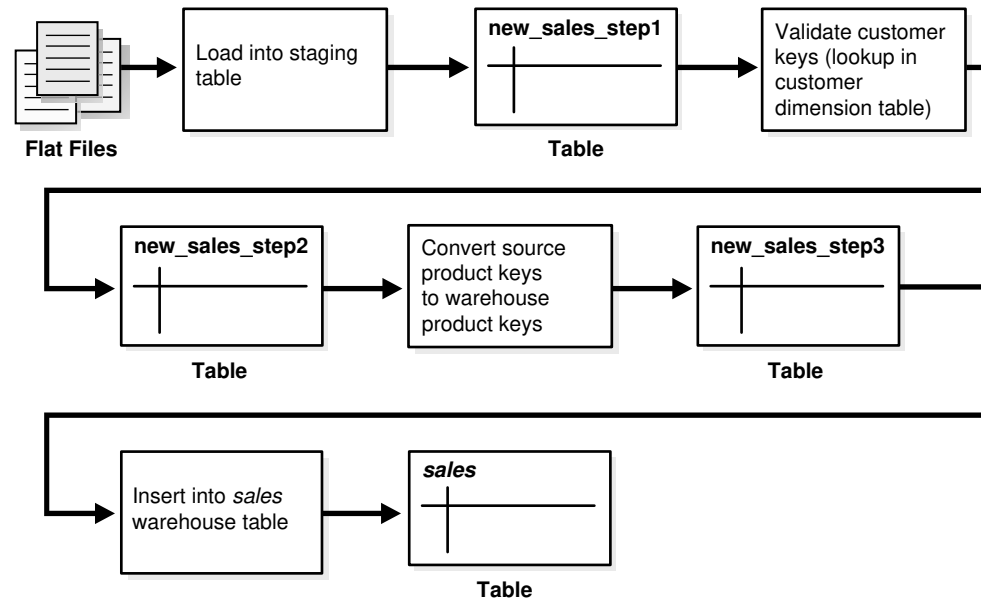 Flat Files
Load into staging
table
new_sales_step1
Table
Validate customer
keys (lookup in
customer
dimension table)
new_sales_step2
Table
Convert source
product keys
to warehouse
product keys
new_sales_step3
Table
Insert into sales
warehouse table
sales
Table